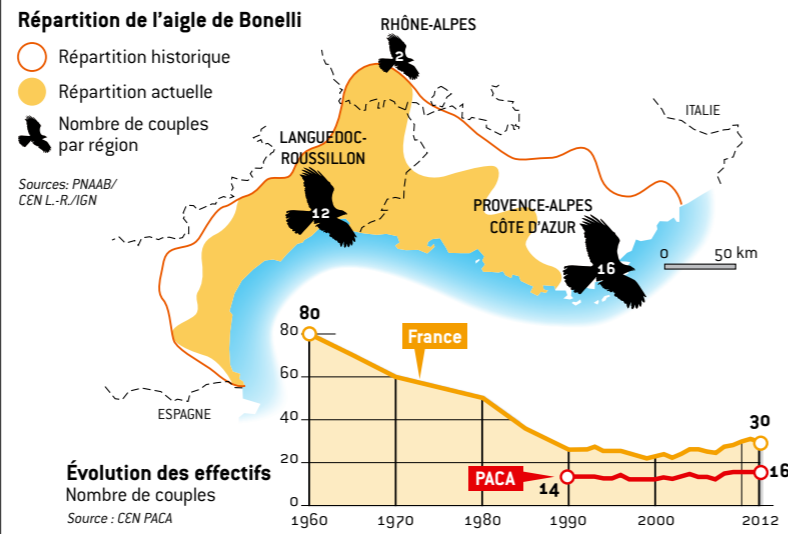 Répartition de l'aigle de Bonelli
Répartition historique
Répartition actuelle
Nombre de couples
par région
Sources: PNAAB/
CEN L.-R./IGN
RHÔNE-ALPES
2
ITALIE
LANGUEDOC-
ROUSSILLON
12
PROVENCE-ALPES
CÔTE D'AZUR
16
0 50 km
ESPAGNE
Évolution des effectifs
Nombre de couples
Source : CEN PACA
80
80
60
40
20
0
France
PACA
14
30
16
1960 1970 1980 1990 2000 2012